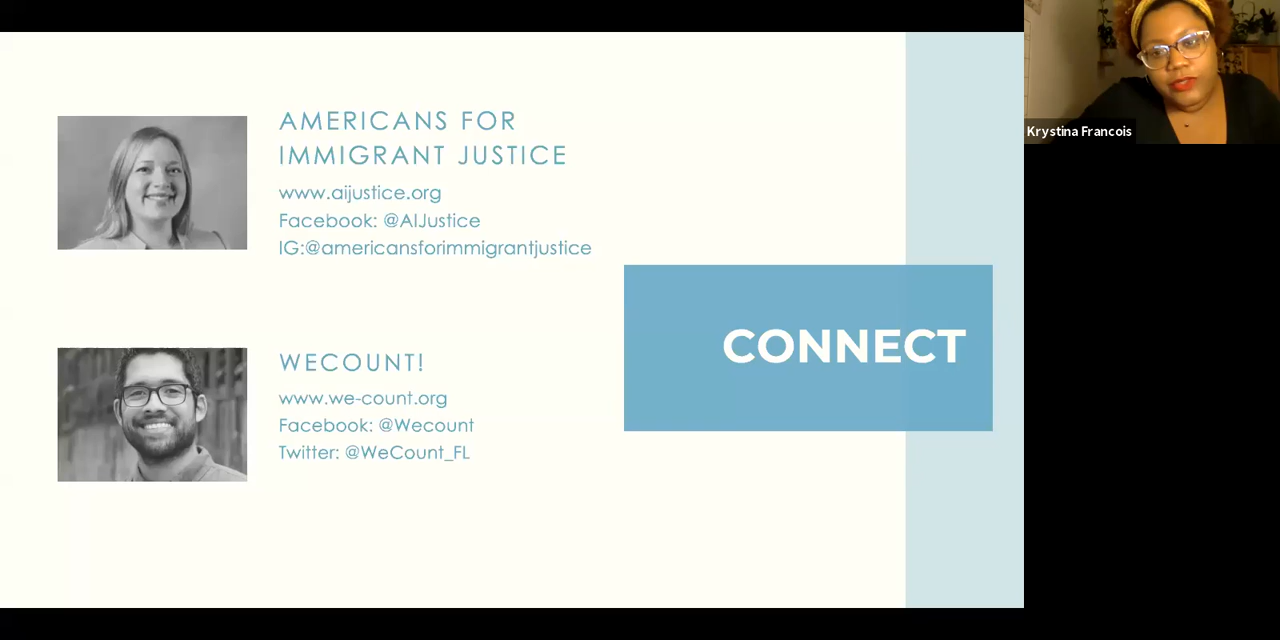 AMERICANS FOR
IMMIGRANT JUSTICE
www.aijustice.org
Facebook: @AIJustice
IG:@americansforimmigrantjustice
WECOUNT!
www.we-count.org
Facebook: @Wecount
Twitter: @WeCount_FL
CONNECT
Krystina Francois